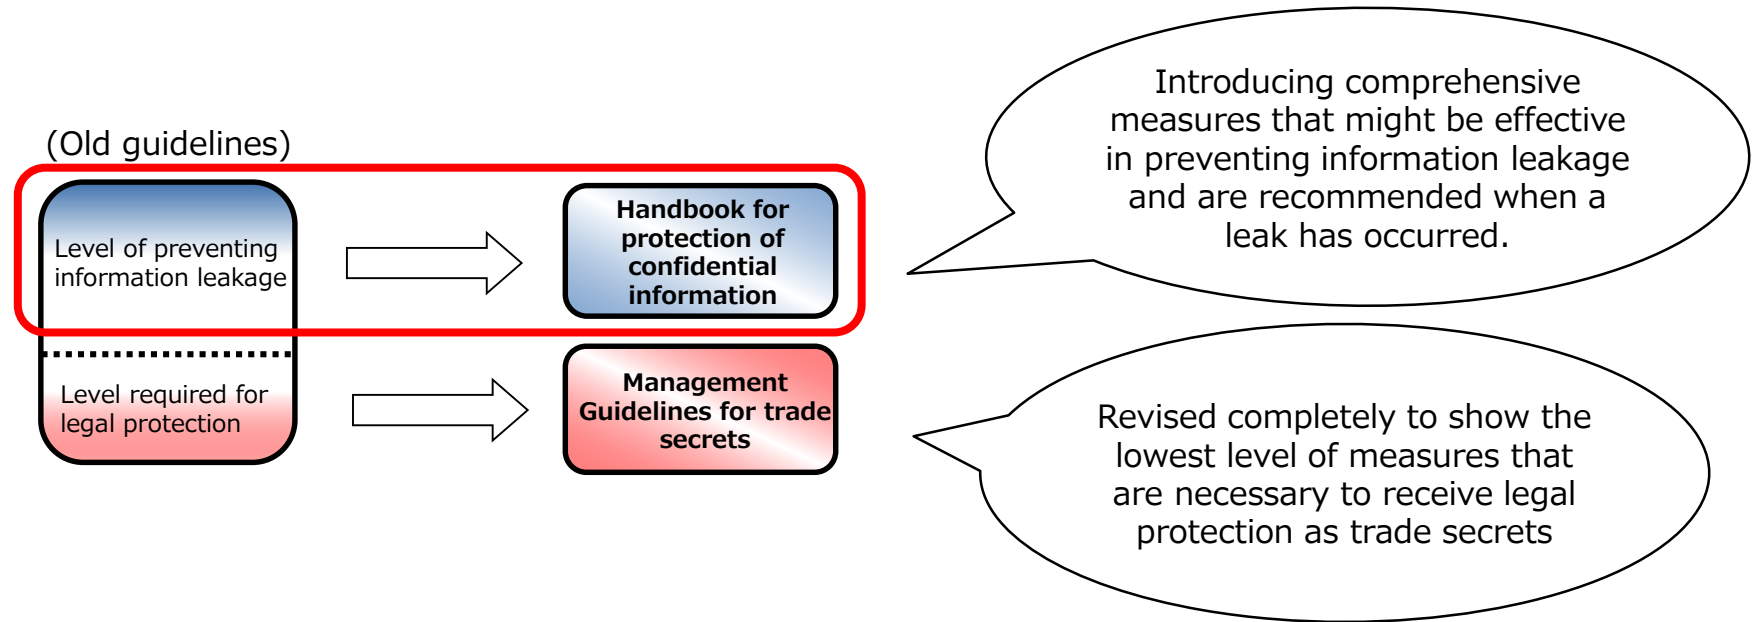 (Old guidelines)
Level of preventing
information leakage
Handbook for
protection of
confidential
information
Introducing comprehensive
measures that might be effective
in preventing information leakage
and are recommended when a
leak has occurred.
Level required for
legal protection
Management
Guidelines for trade
secrets
Revised completely to show the
lowest level of measures that
are necessary to receive legal
protection as trade secrets